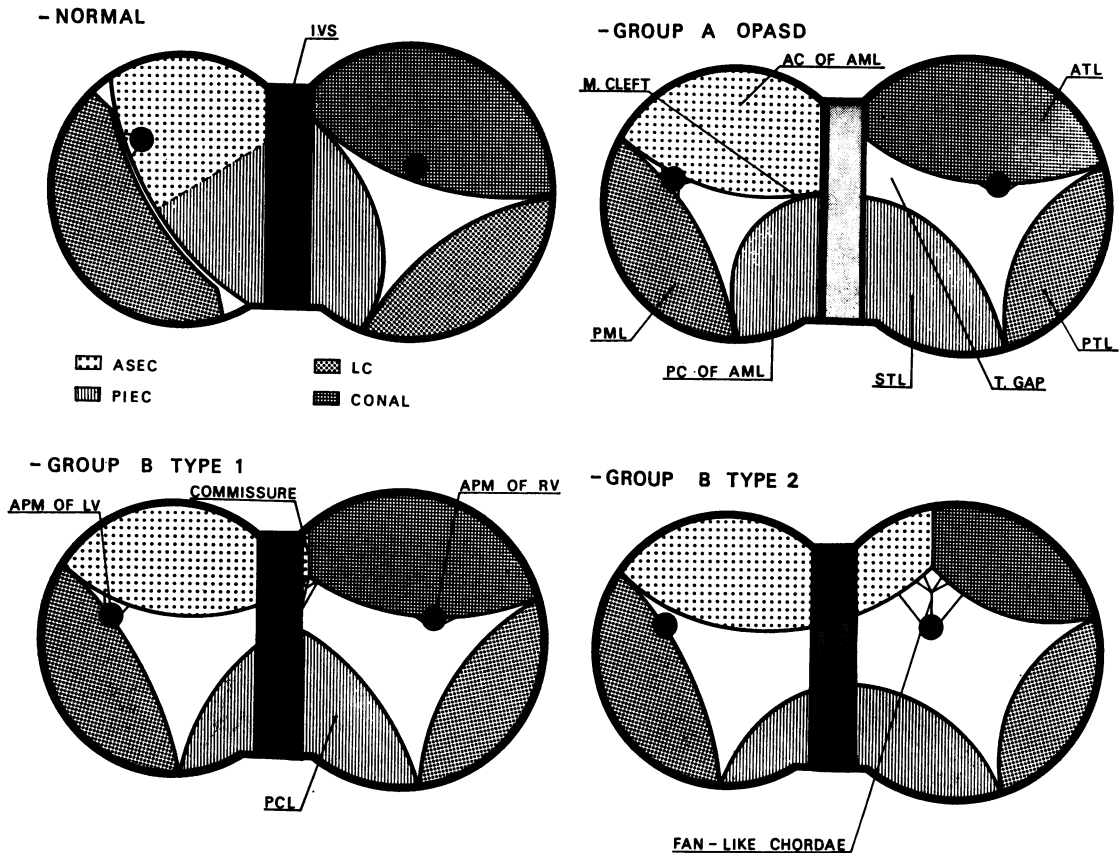 - NORMAL
IVS
ASEC
PIEC
LC
CONAL
- GROUP A OPASD
AC OF AML
M. CLEFT
ATL
PML
PC OF AML
STL
T. GAP
PTL
- GROUP B TYPE 1
APM OF LV
COMMISSURE
APM OF RV
PCL
- GROUP B TYPE 2
FAN - LIKE CHORDAE